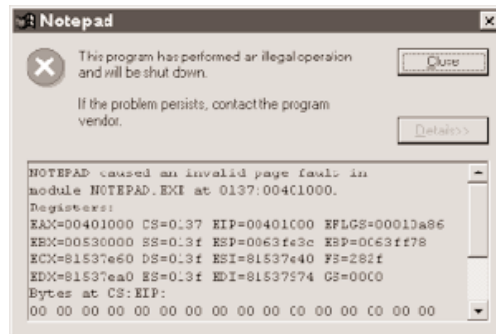 Notepad
This program has performed an illegal operation
and will be shut down.
If the problem persists, contact the program
vendor.
Close
Details>>
NOTEPAD caused an invalid page fault in
module NOTEPAD.EXE at 0137:00401000.
Registers:
EAX=00401000 CS=0137 EIP=00401000 EFLGS=00010a86
EBX=00530000 SS=013f ESP=0063fe3c EBP=0063ff78
ECX=81537e60 DS=013f ESI=81537e40 FS=282f
EDX=81537ea0 ES=013f EDI=81537974 GS=0000
Bytes at CS:EIP:
00 00 00 00 00 00 00 00 00 00 00 00 00 00 00 00